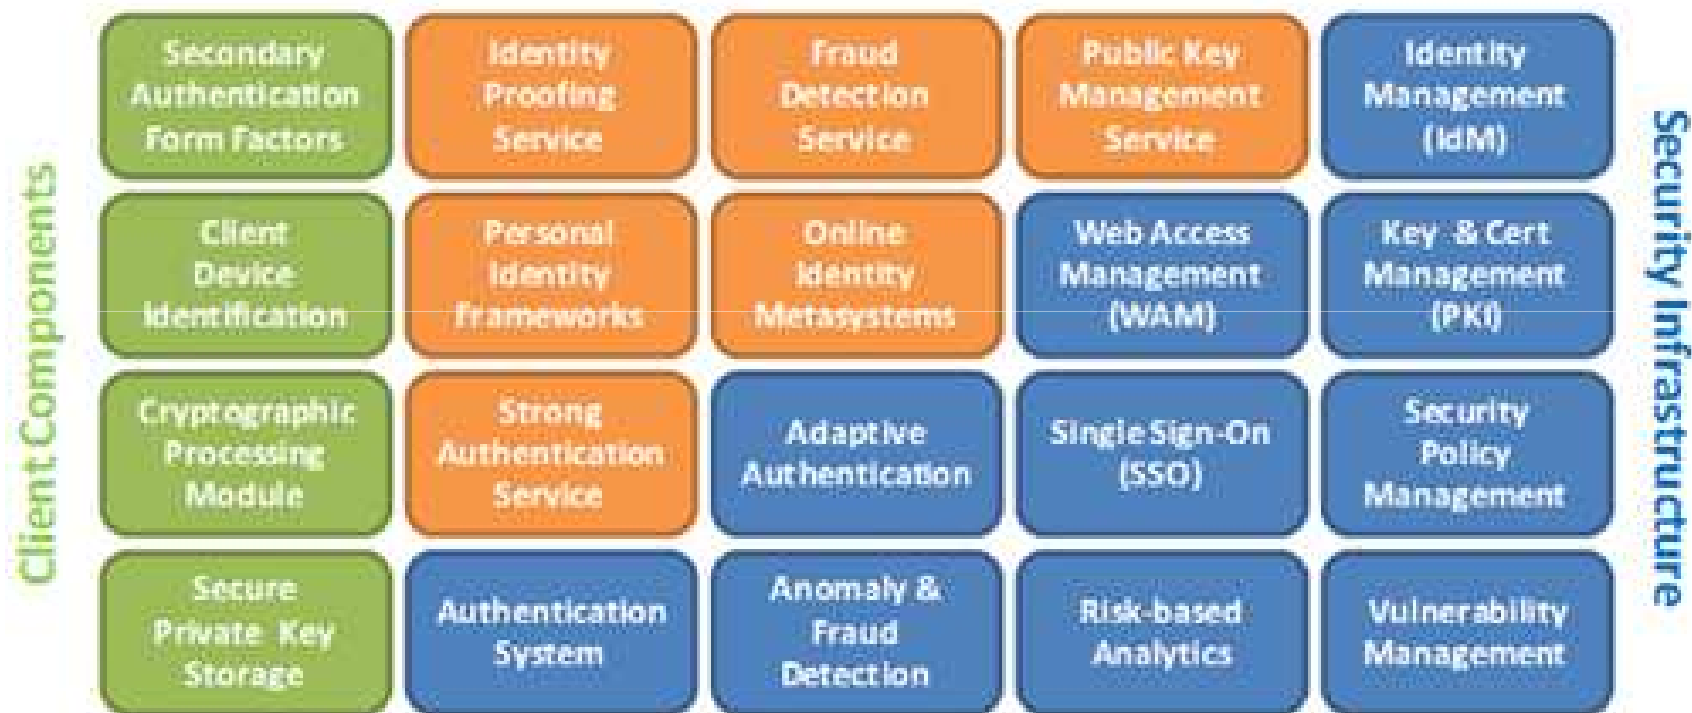 Client Components
Secondary
Authentication
Form Factors
Identity
Proofing
Service
Fraud
Detection
Service
Public Key
Management
Service
Identity
Management
(IdM)
Client
Device
Identification
Personal
Identity
Frameworks
Online
Identity
Metasystems
Web Access
Management
(WAM)
Key & Cert
Management
(PKI)
Cryptographic
Processing
Module
Strong
Authentication
Service
Adaptive
Authentication
Single Sign-On
(SSO)
Security
Policy
Management
Secure
Private Key
Storage
Authentication
System
Anomaly &
Fraud
Detection
Risk-based
Analytics
Vulnerability
Management
Security Infrastructure